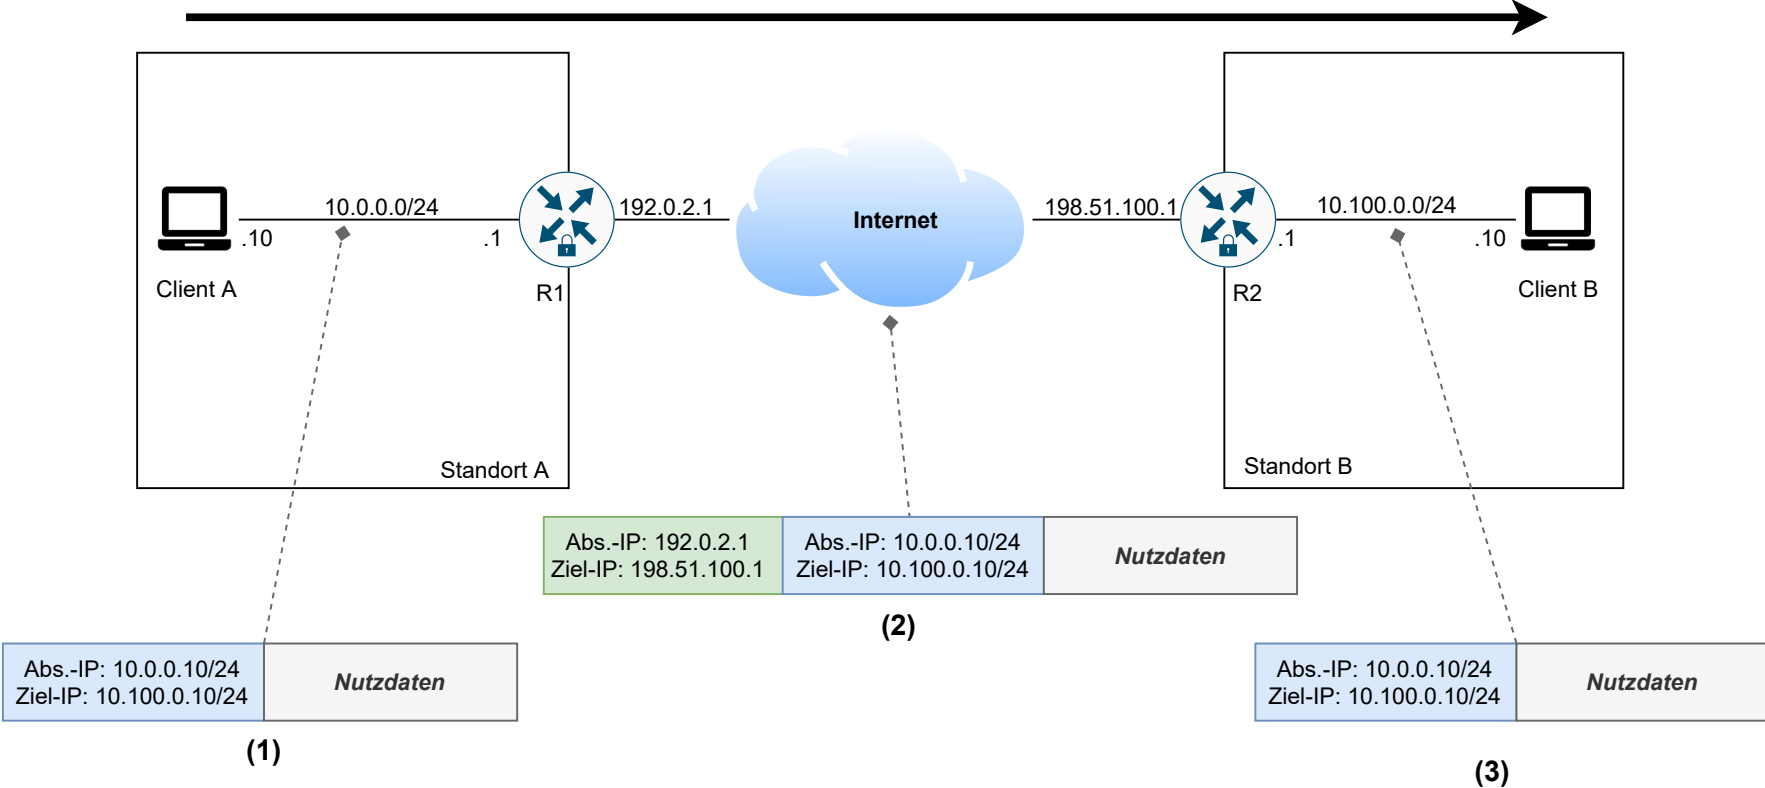 10.0.0.0/24
192.0.2.1
Internet
198.51.100.1
10.100.0.0/24
.10
.1
.1
.10
Client A
R1
R2
Client B
Standort A
Standort B
Abs.-IP: 192.0.2.1
Ziel-IP: 198.51.100.1
Abs.-IP: 10.0.0.10/24
Ziel-IP: 10.100.0.10/24
Nutzdaten
(2)
Abs.-IP: 10.0.0.10/24
Ziel-IP: 10.100.0.10/24
Nutzdaten
(1)
Abs.-IP: 10.0.0.10/24
Ziel-IP: 10.100.0.10/24
Nutzdaten
(3)